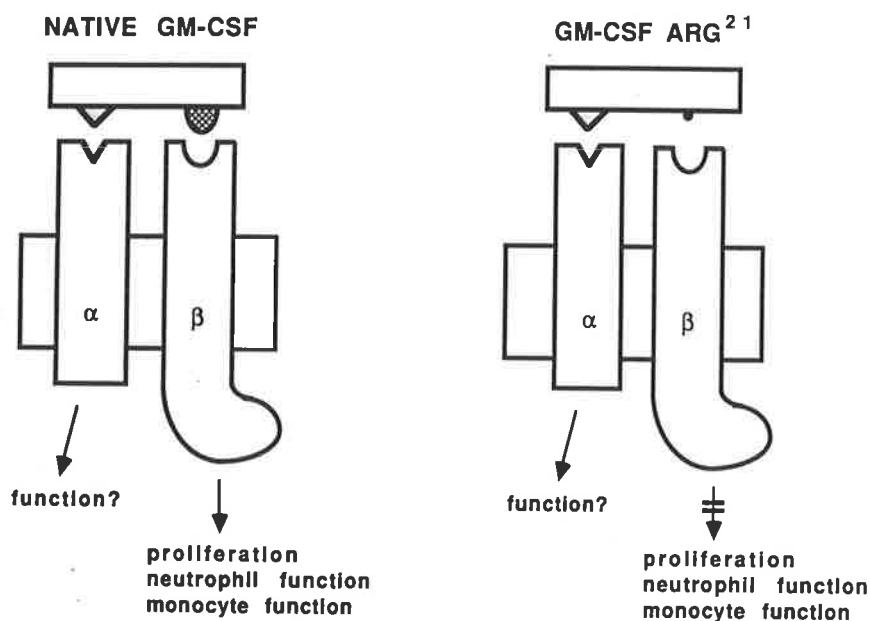 NATIVE GM-CSF
GM-CSF ARG²¹
α
β
function?
proliferation
neutrophil function
monocyte function
α
β
function?
proliferation
neutrophil function
monocyte function